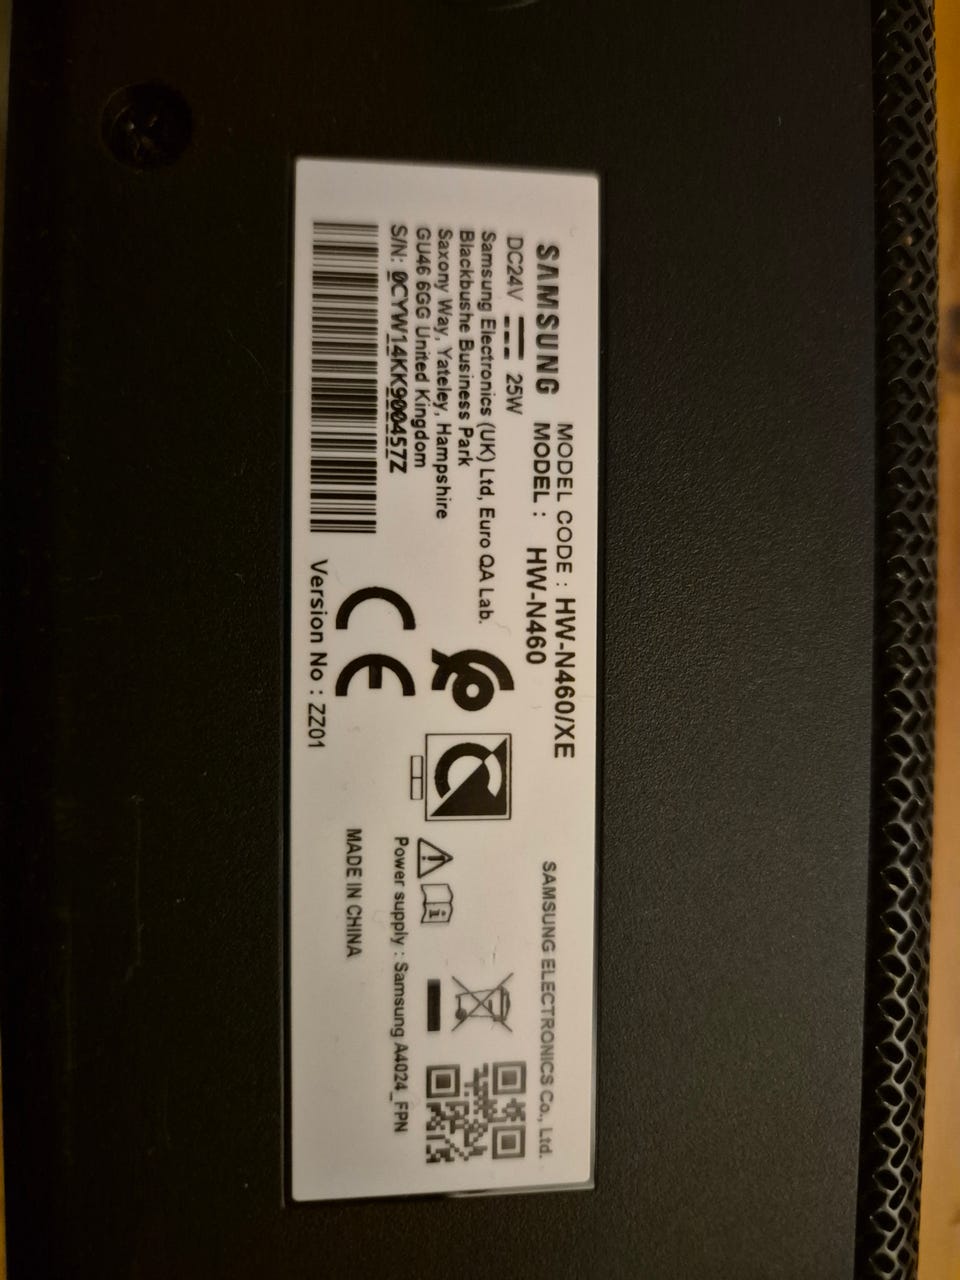 SAMSUNG
MODEL CODE : HW-N460/XE
MODEL : HW-N460
DC24V 25W
Samsung Electronics (UK) Ltd, Euro QA Lab.
Blackbushe Business Park
Saxony Way, Yateley, Hampshire
GU46 6GG United Kingdom
S/N: 0CYW14KK900457Z
Version No : ZZ01
SAMSUNG ELECTRONICS Co., Ltd.
Power supply : Samsung A4024_FPN
MADE IN CHINA